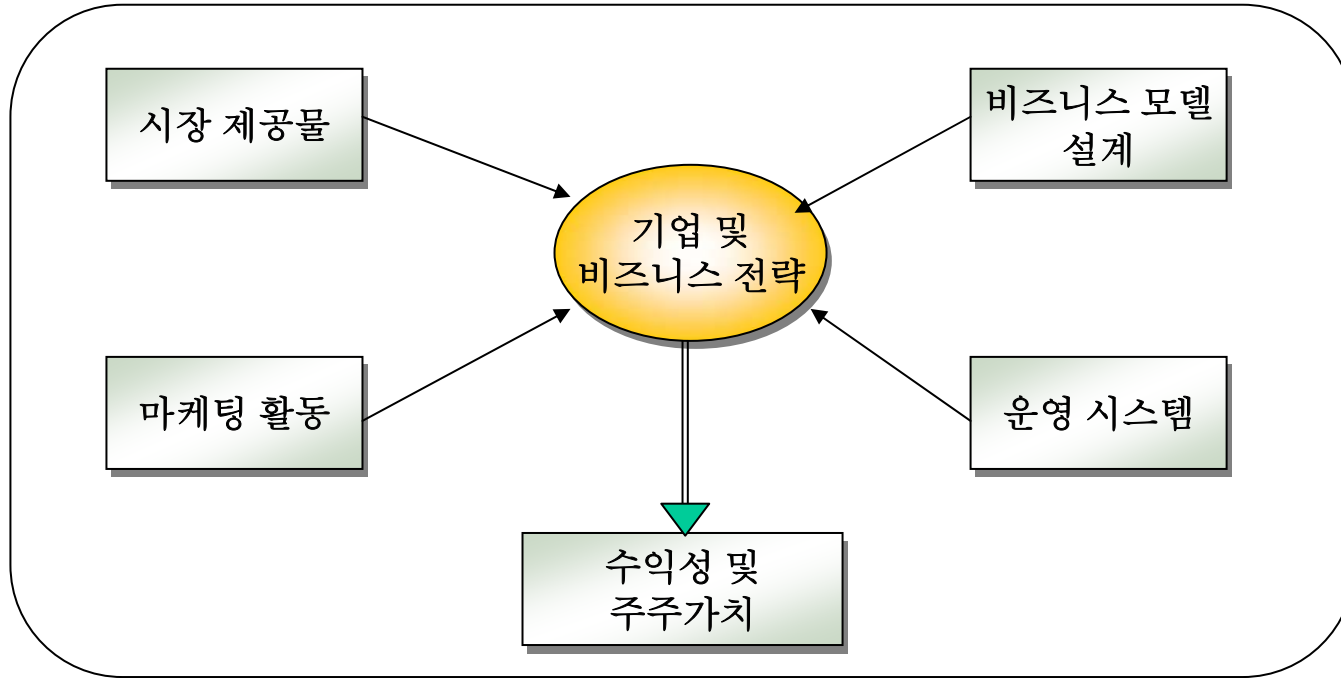 시장 제공물
비즈니스 모델
설계
기업 및
비즈니스 전략
마케팅 활동
운영 시스템
수익성 및
주주가치